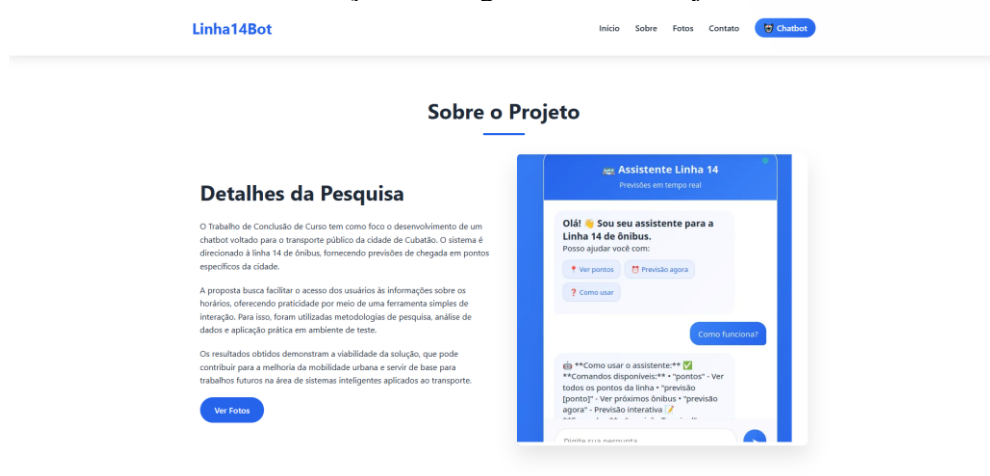 Linha14Bot
Início Sobre Fotos Contato Chatbot
Sobre o Projeto
Detalhes da Pesquisa
O Trabalho de Conclusão de Curso tem como foco o desenvolvimento de um
chatbot voltado para o transporte público da cidade de Cubatão. O sistema é
direcionado à linha 14 de ônibus, fornecendo previsões de chegada em pontos
específicos da cidade.
A proposta busca facilitar o acesso dos usuários às informações sobre os
horários, oferecendo praticidade por meio de uma ferramenta simples de
interação. Para isso, foram utilizadas metodologias de pesquisa, análise de
dados e aplicação prática em ambiente de teste.
Os resultados obtidos demonstram a viabilidade da solução, que pode
contribuir para a melhoria da mobilidade urbana e servir de base para
trabalhos futuros na área de sistemas inteligentes aplicados ao transporte.
Ver Fotos
Assistente Linha 14
Previsões em tempo real
Olá! 👋 Sou seu assistente para a
Linha 14 de ônibus.
Posso ajudar você com:
📍 Ver pontos ⏰ Previsão agora
❓ Como usar
Como funciona?
🤖 **Como usar o assistente:** ✅
**Comandos disponíveis:** • "pontos" - Ver
todos os pontos da linha • "previsão
[ponto]" - Ver próximos ônibus • "previsão
agora" - Previsão interativa 📝
Digite sua pergunta